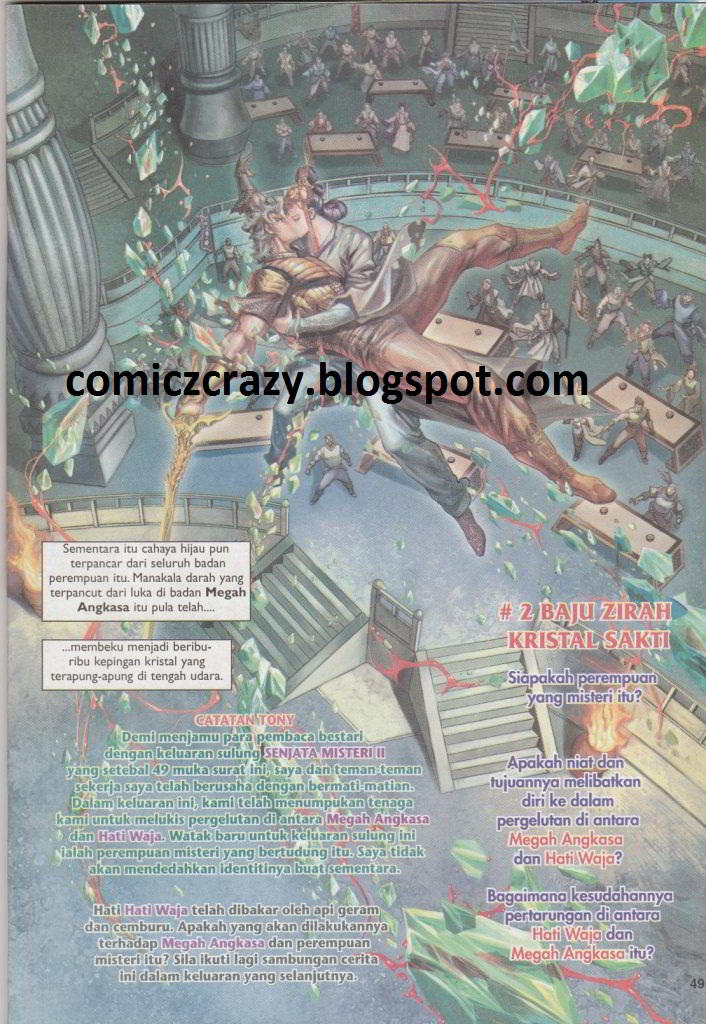 comiczcrazy.blogspot.com
Sementara itu cahaya hijau pun
terpancar dari seluruh badan
perempuan itu. Manakala darah yang
terpancut dari luka di badan Megah
Angkasa itu pula telah....
...membeku menjadi beribu-
ribu kepingan kristal yang
terapung-apung di tengah udara.
CATATAN TONY
Demi menjamu para pembaca bestari
dengan keluaran sulung SENJATA MISTERI II
yang setebal 49 muka surat ini, saya dan teman-teman
sekerja saya telah berusaha dengan bermati-matian.
Dalam keluaran ini, kami telah menumpukan tenaga
kami untuk melukis pergelutan di antara Megah Angkasa
dan Hati Waja. Watak baru untuk keluaran sulung ini
ialah perempuan misteri yang bertudung itu. Saya tidak
akan mendedahkan identitinya buat sementara.
Hati Hati Waja telah dibakar oleh api geram
dan cemburu. Apakah yang akan dilakukannya
terhadap Megah Angkasa dan perempuan
misteri itu? Sila ikuti lagi sambungan cerita
ini dalam keluaran yang selanjutnya.
# 2 BAJU ZIRAH
KRISTAL SAKTI
Siapakah perempuan
yang misteri itu?
Apakah niat dan
tujuannya melibatkan
diri ke dalam
pergelutan di antara
Megah Angkasa
dan Hati Waja?
Bagaimana kesudahannya
pertarungan di antara
Hati Waja dan
Megah Angkasa itu?
49